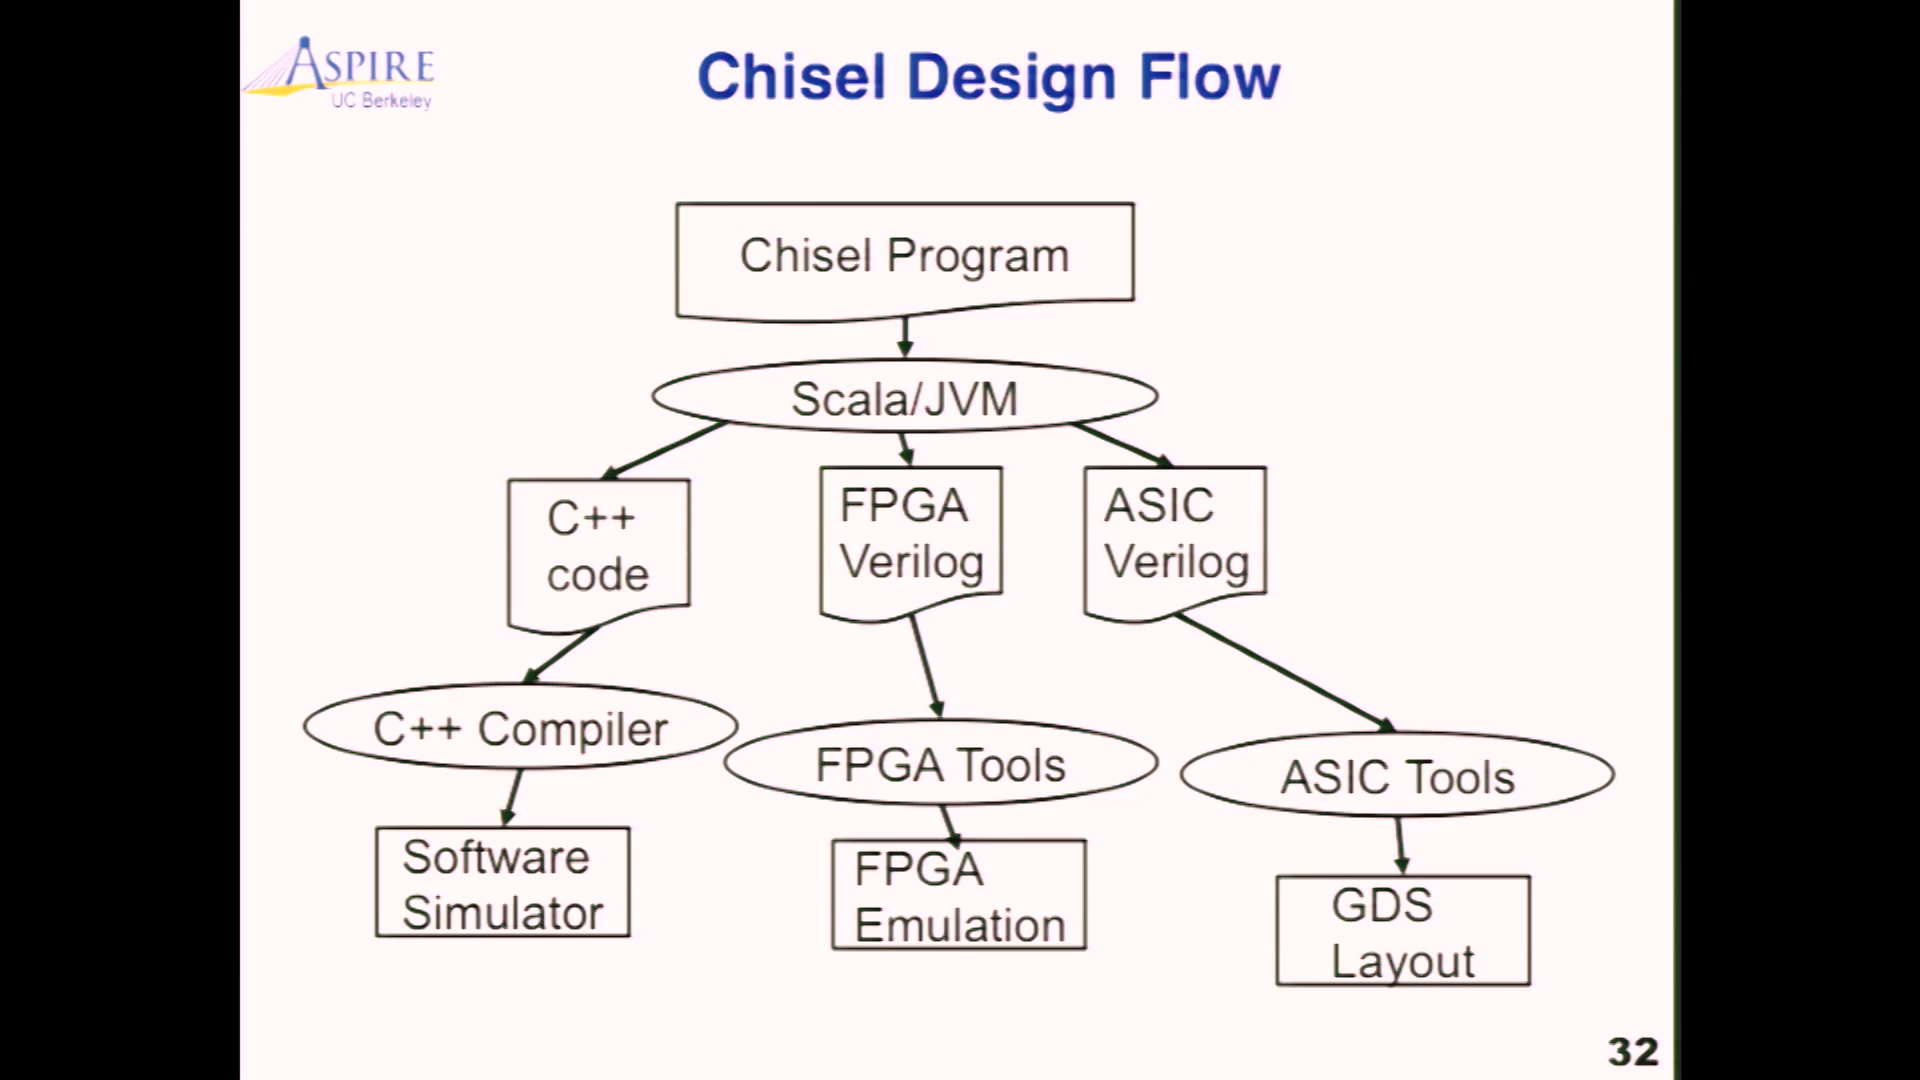 ASPIRE
UC Berkeley
Chisel Design Flow
Chisel Program
Scala/JVM
C++
code
FPGA
Verilog
ASIC
Verilog
C++ Compiler
FPGA Tools
ASIC Tools
Software
Simulator
FPGA
Emulation
GDS
Layout
32